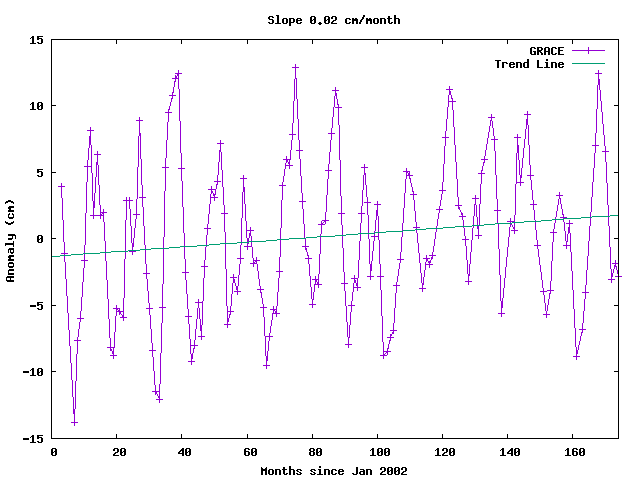 Slope 0.02 cm/month
15
GRACE
Trend Line
10
5
0
-5
-10
-15
Anomaly (cm)
0 20 40 60 80 100 120 140 160
Months since Jan 2002